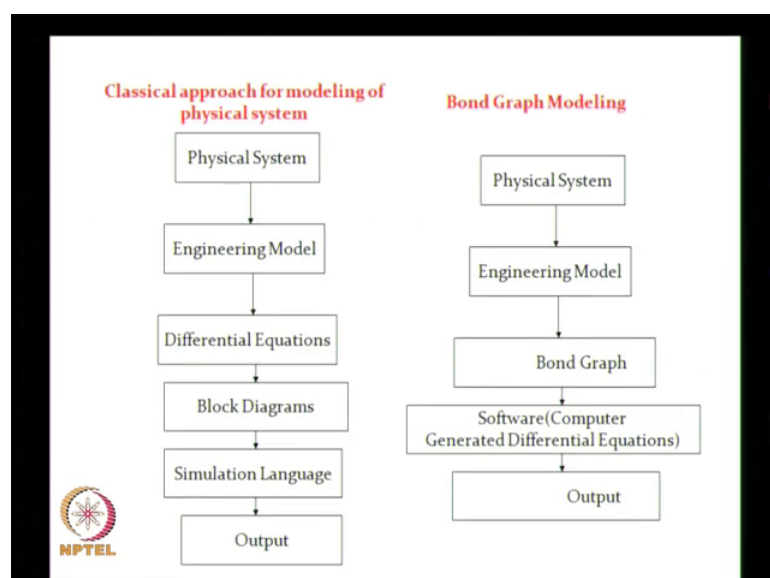 Classical approach for modeling of
physical system
Physical System
Engineering Model
Differential Equations
Block Diagrams
Simulation Language
Output
Bond Graph Modeling
Physical System
Engineering Model
Bond Graph
Software(Computer
Generated Differential Equations)
Output
NPTEL